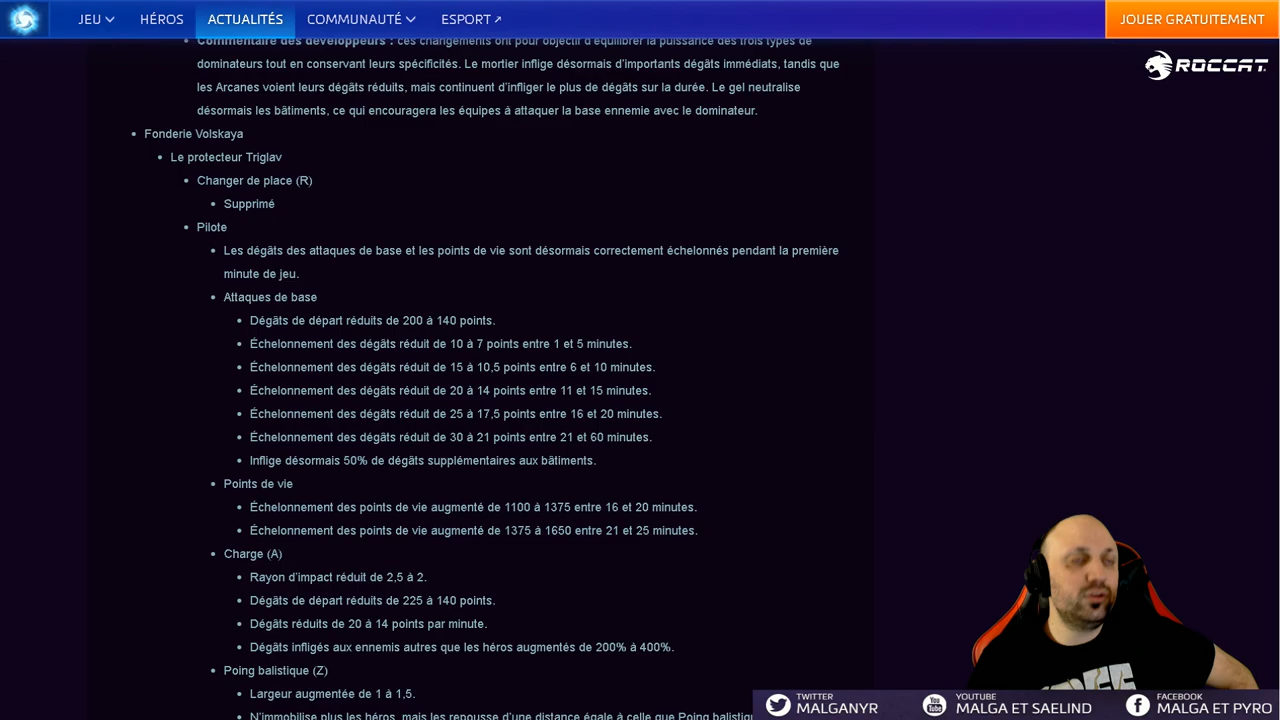 JEU HÉROS ACTUALITÉS COMMUNAUTÉ ESPORT JOUER GRATUITEMENT
ROCCAT
Commentaire des développeurs : ces changements ont pour objectif d'équilibrer la puissance des trois types de
dominateurs tout en conservant leurs spécificités. Le mortier inflige désormais d'importants dégâts immédiats, tandis que
les Arcanes voient leurs dégâts réduits, mais continuent d'infliger le plus de dégâts sur la durée. Le gel neutralise
désormais les bâtiments, ce qui encouragera les équipes à attaquer la base ennemie avec le dominateur.
Fonderie Volskaya
Le protecteur Triglav
Changer de place (R)
Supprimé
Pilote
Les dégâts des attaques de base et les points de vie sont désormais correctement échelonnés pendant la première
minute de jeu.
Attaques de base
Dégâts de départ réduits de 200 à 140 points.
Échelonnement des dégâts réduit de 10 à 7 points entre 1 et 5 minutes.
Échelonnement des dégâts réduit de 15 à 10,5 points entre 6 et 10 minutes.
Échelonnement des dégâts réduit de 20 à 14 points entre 11 et 15 minutes.
Échelonnement des dégâts réduit de 25 à 17,5 points entre 16 et 20 minutes.
Échelonnement des dégâts réduit de 30 à 21 points entre 21 et 60 minutes.
Inflige désormais 50% de dégâts supplémentaires aux bâtiments.
Points de vie
Échelonnement des points de vie augmenté de 1100 à 1375 entre 16 et 20 minutes.
Échelonnement des points de vie augmenté de 1375 à 1650 entre 21 et 25 minutes.
Charge (A)
Rayon d'impact réduit de 2,5 à 2.
Dégâts de départ réduits de 225 à 140 points.
Dégâts réduits de 20 à 14 points par minute.
Dégâts infligés aux ennemis autres que les héros augmentés de 200% à 400%.
Poing balistique (Z)
Largeur augmentée de 1 à 1,5.
N'immobilise plus les héros, mais les repousse d'une distance égale à celle que Poing
TWITTER
MALGANYR
YOUTUBE
MALGA ET SAELIND
FACEBOOK
MALGA ET PYRO